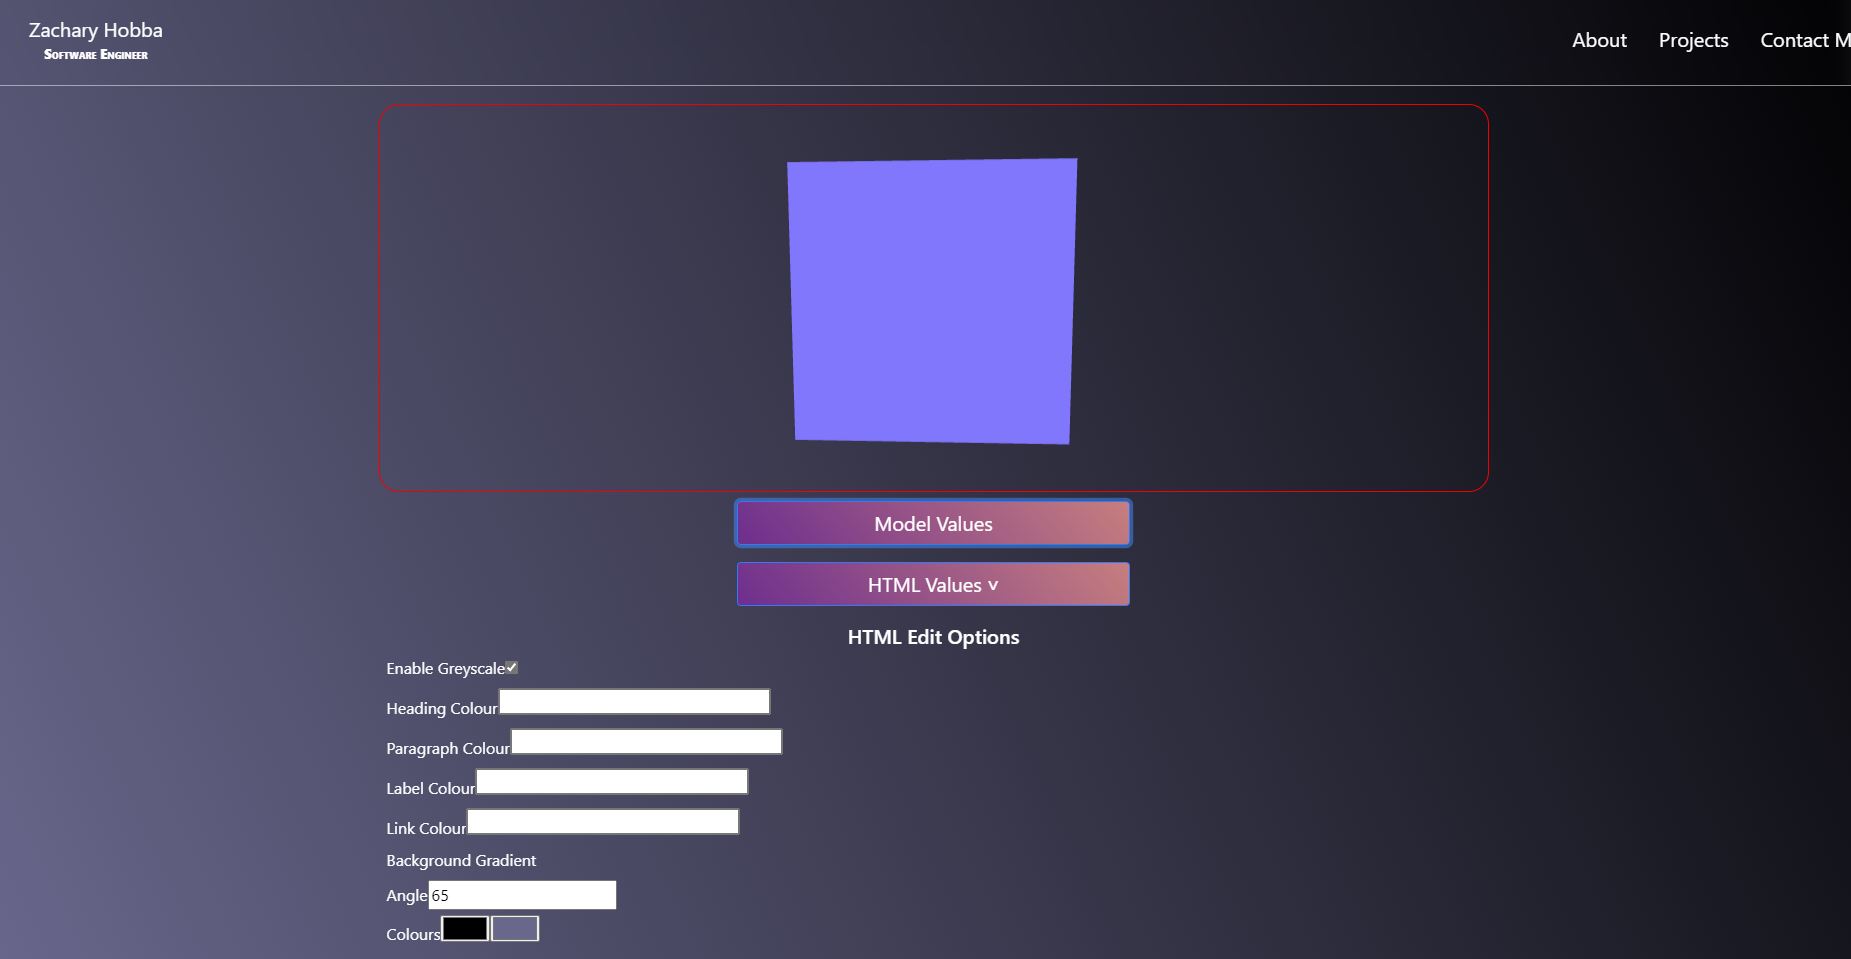 Zachary Hobba
Software Engineer
About Projects Contact M
Model Values
HTML Values v
HTML Edit Options
Enable Greyscale
Heading Colour
Paragraph Colour
Label Colour
Link Colour
Background Gradient
Angle 65
Colours